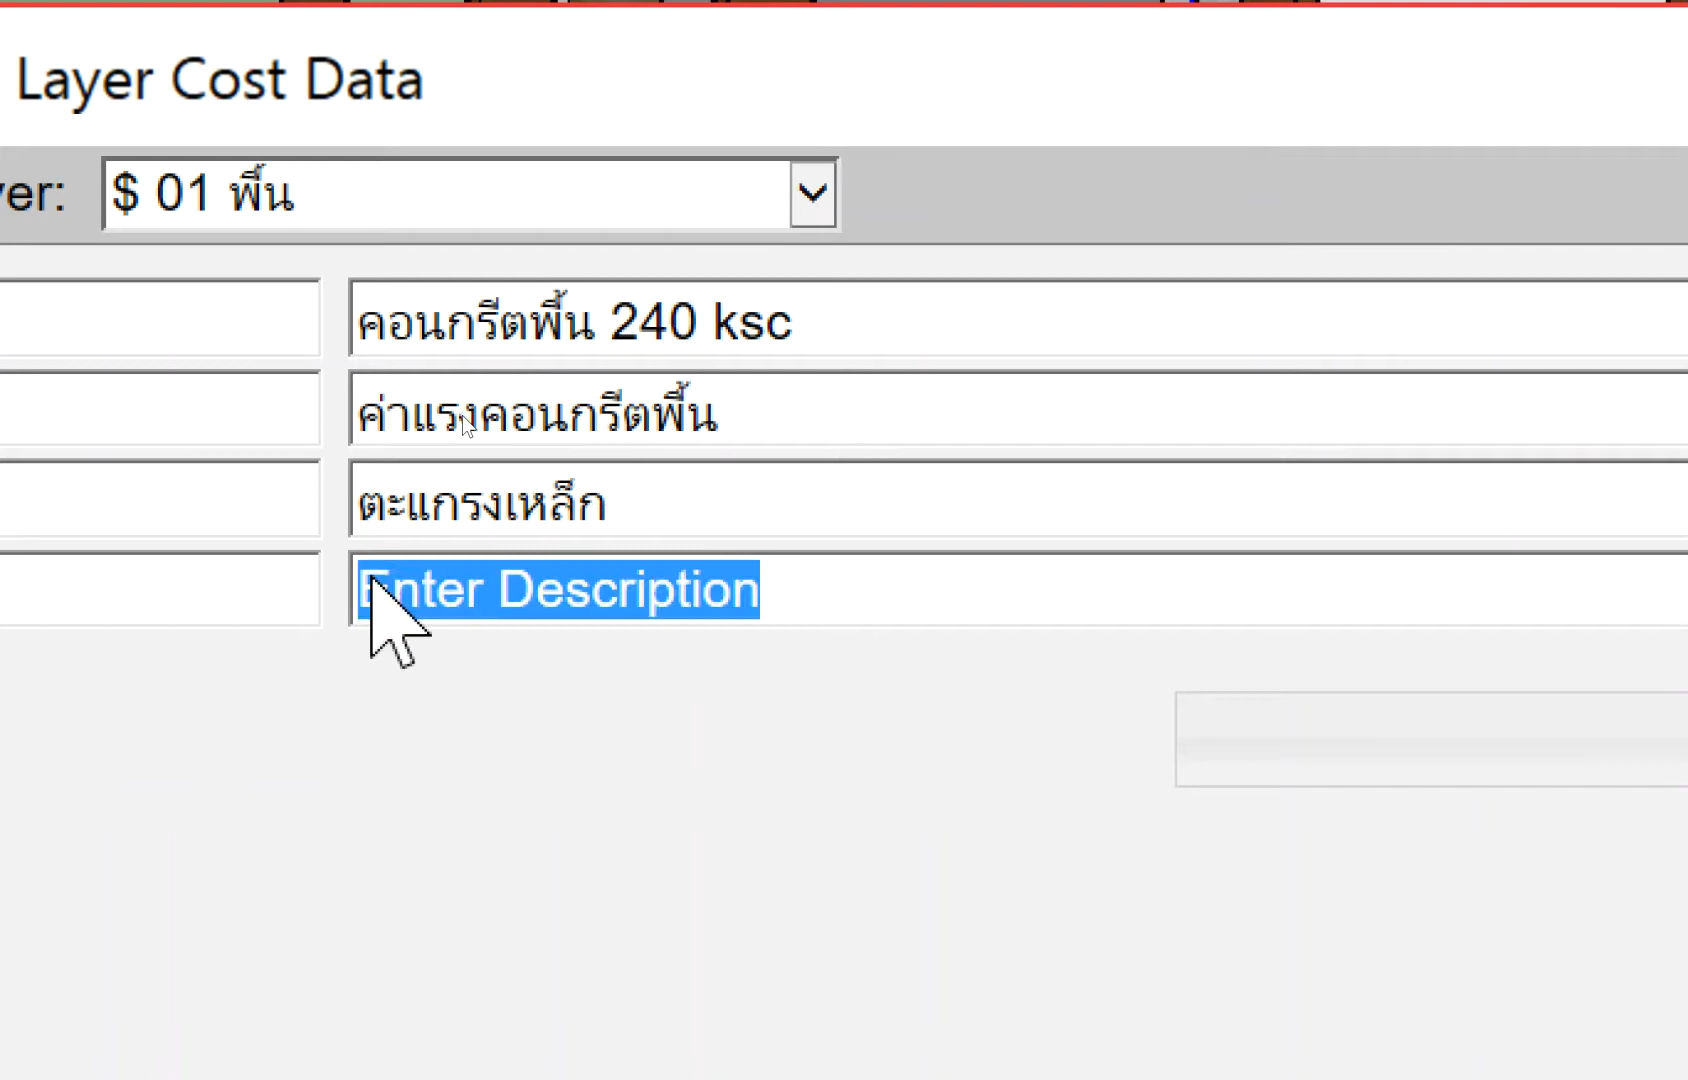 Layer Cost Data
yer: $ 01 พื้น
คอนกรีตพื้น 240 ksc
ค่าแรงคอนกรีตพื้น
ตะแกรงเหล็ก
Enter Description